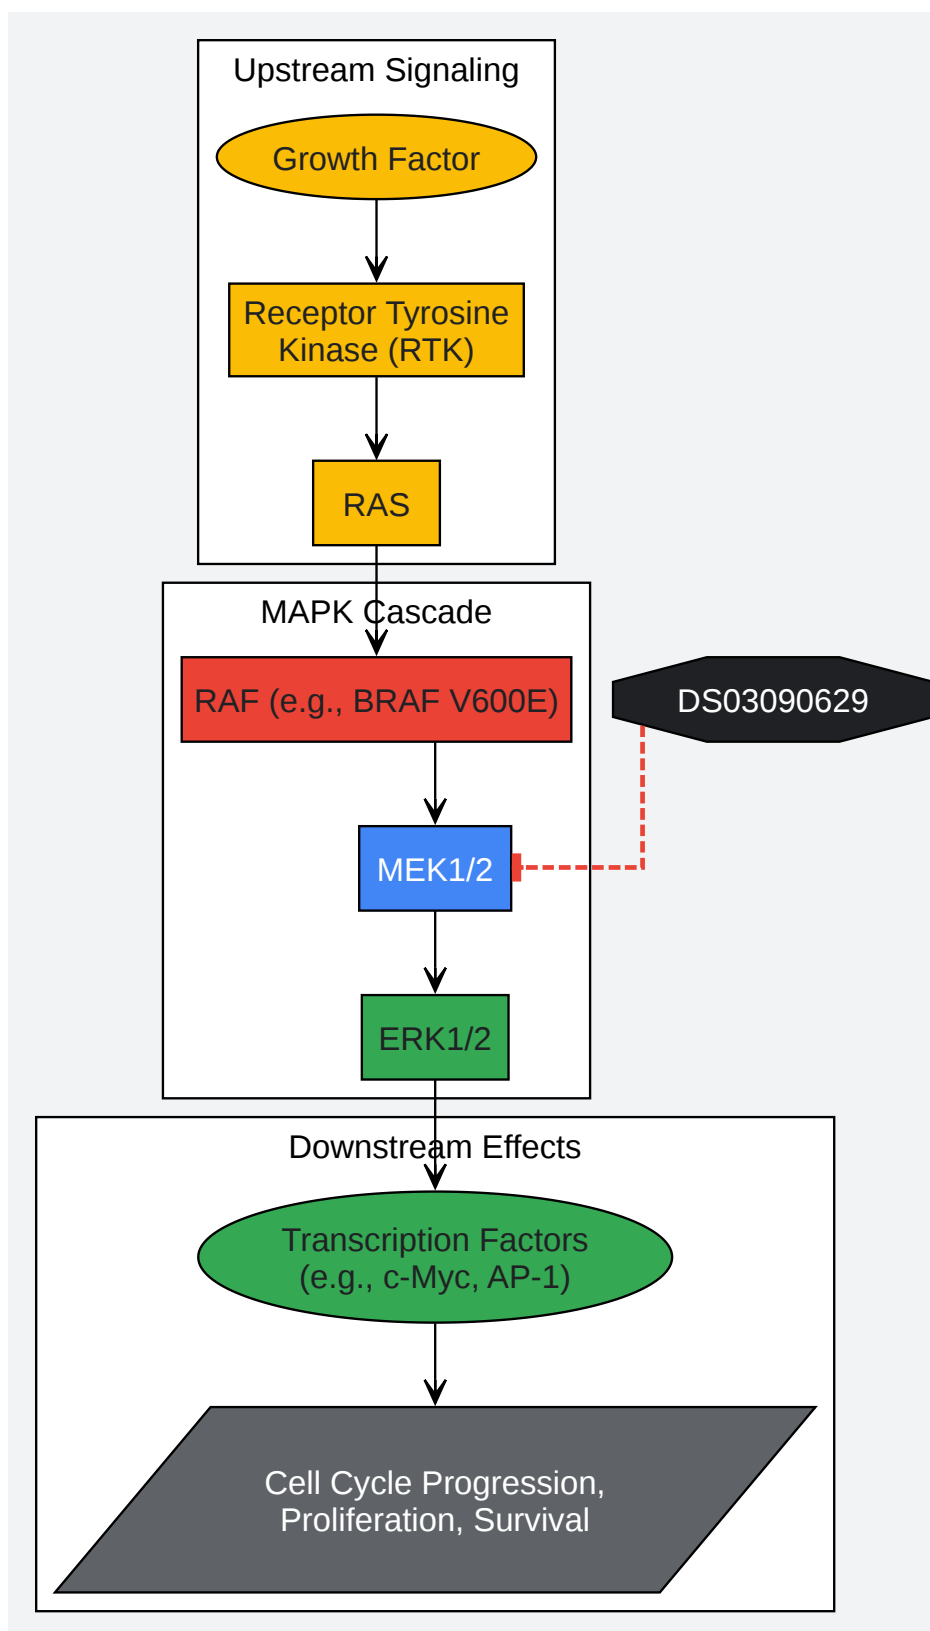 Upstream Signaling
Growth Factor
Receptor Tyrosine
Kinase (RTK)
RAS
MAPK Cascade
RAF (e.g., BRAF V600E)
DS03090629
MEK1/2
ERK1/2
Downstream Effects
Transcription Factors
(e.g., c-Myc, AP-1)
Cell Cycle Progression,
Proliferation, Survival